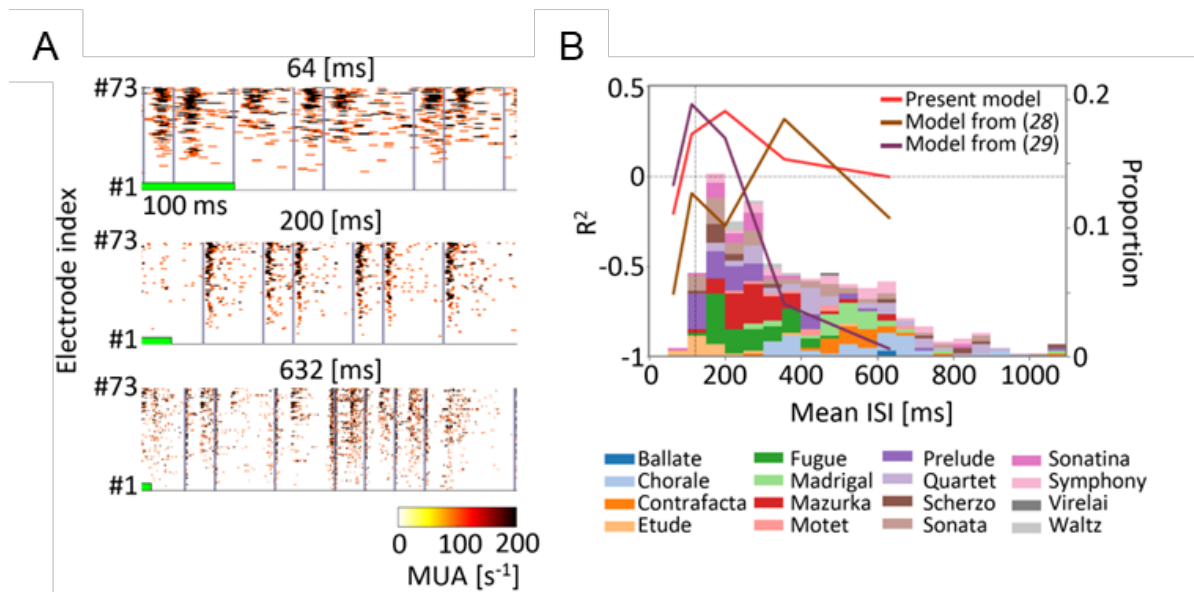 A
64 [ms]
#73
#1
100 ms
200 [ms]
#73
#1
632 [ms]
#73
#1
Electrode index
0 100 200
MUA [s⁻¹]
B
0.5
0
-0.5
-1
R²
Present model
Model from (28)
Model from (29)
0.2
0.1
0
Proportion
0 200 400 600 800 1000
Mean ISI [ms]
Ballate Fugue Prelude Sonatina
Chorale Madrigal Quartet Symphony
Contrafacta Mazurka Scherzo Virelai
Etude Motet Sonata Waltz